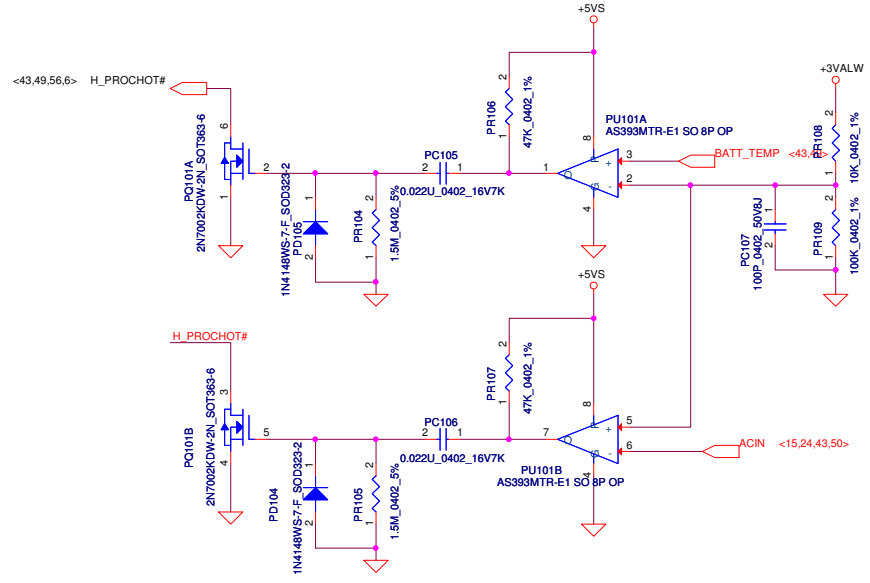 +5VS
<43,49,56,6> H_PROCHOT#
+3VALW
PR106
47K_0402_1%
PU101A
AS393MTR-E1 SO 8P OP
PR108
10K_0402_1%
BATT_TEMP <43,
PQ101A
2N7002KDW-2N_SOT363-6
6
2
1
PC105
2 1
0.022U_0402_16V7K
2
1
1
8
3
+
P
O
2
-
G
4
2
1
1N4148WS-7-F_SOD323-2
PD105
1
2
PR104
1.5M_0402_5%
2
1
PC107
100P_0402_50V8J
1
2
PR109
100K_0402_1%
2
1
+5VS
H_PROCHOT#
PR107
47K_0402_1%
2
1
PQ101B
2N7002KDW-2N_SOT363-6
3
5
4
PC106
2 1
0.022U_0402_16V7K
7
8
5
+
P
O
6
-
G
4
ACIN <15,24,43,50>
PU101B
AS393MTR-E1 SO 8P OP
PD104
1N4148WS-7-F_SOD323-2
1
2
PR105
1.5M_0402_5%
2
1